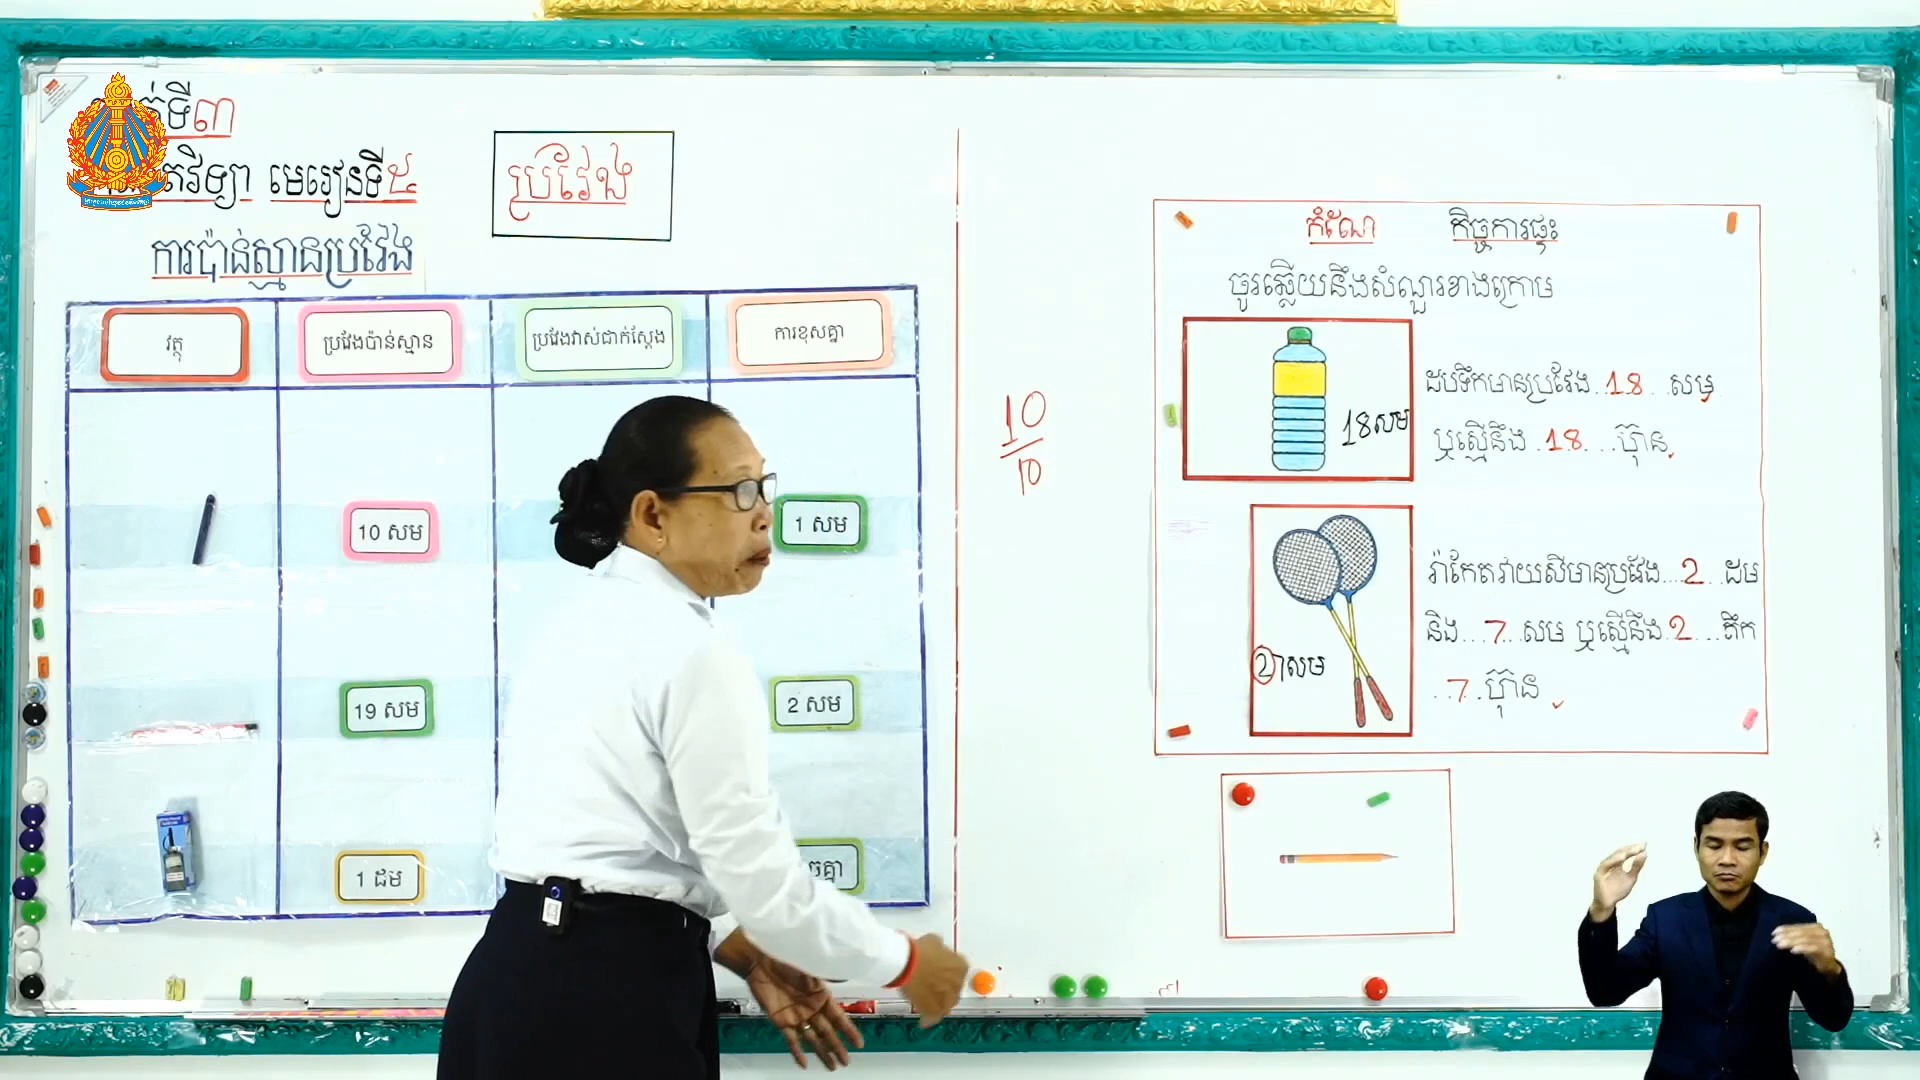 ទី៣
មេរៀនទី៥
ប្រវែង
ការប៉ាន់ស្មានប្រវែង
វត្ថុ
ប្រវែងប៉ាន់ស្មាន
ប្រវែងវាស់ជាក់ស្តែង
ការខុសគ្នា
10 សម
1 សម
19 សម
2 សម
1 ដម
10
10
កំណែ កិច្ចការផ្ទះ
ចូរឆ្លើយនឹងសំណួរខាងក្រោម
18សម
ដបទឹកមានប្រវែង..18...សម
ឬស្មើនឹង..18....ហ៊ុន
27សម
រ៉ាកែតវាយសីមានប្រវែង...2..ដម
និង...7..សម ឬស្មើនឹង 2...តឹក
..7..ហ៊ុន